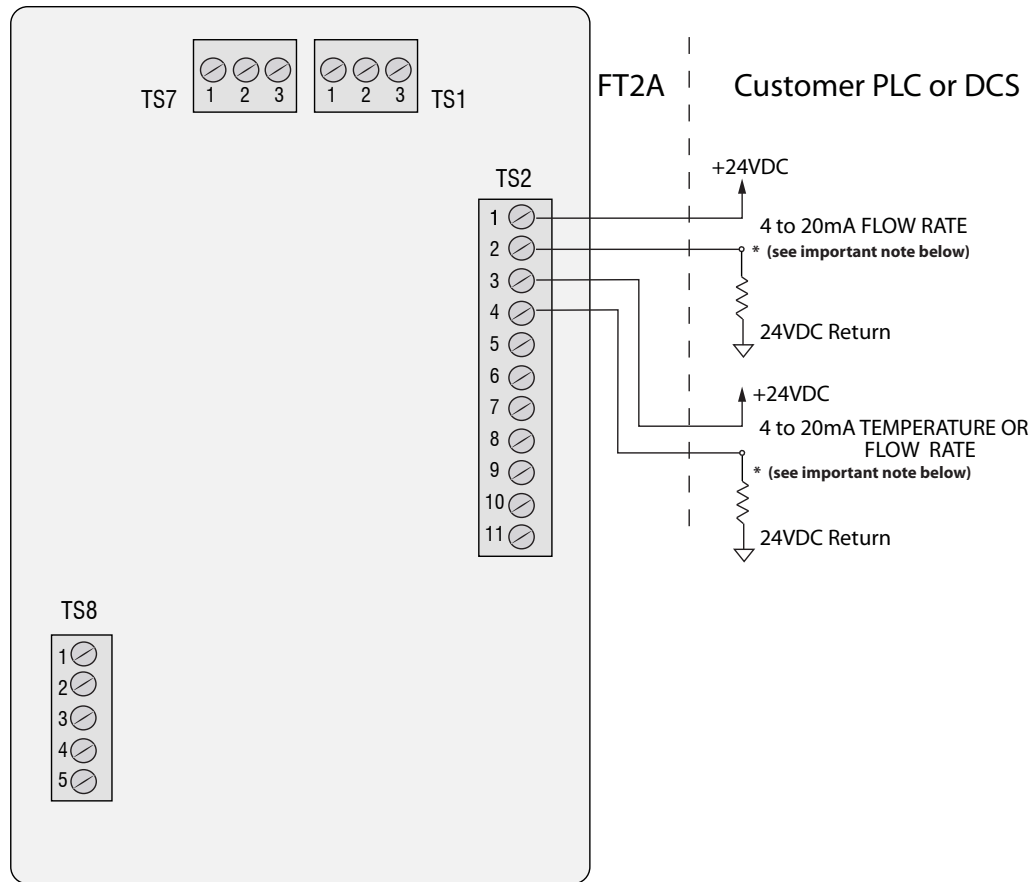 TS7
1 2 3
1 2 3
TS1
FT2A
Customer PLC or DCS
TS2
1
2
3
4
5
6
7
8
9
10
11
+24VDC
4 to 20mA FLOW RATE
* (see important note below)
24VDC Return
+24VDC
4 to 20mA TEMPERATURE OR
FLOW RATE
* (see important note below)
24VDC Return
TS8
1
2
3
4
5